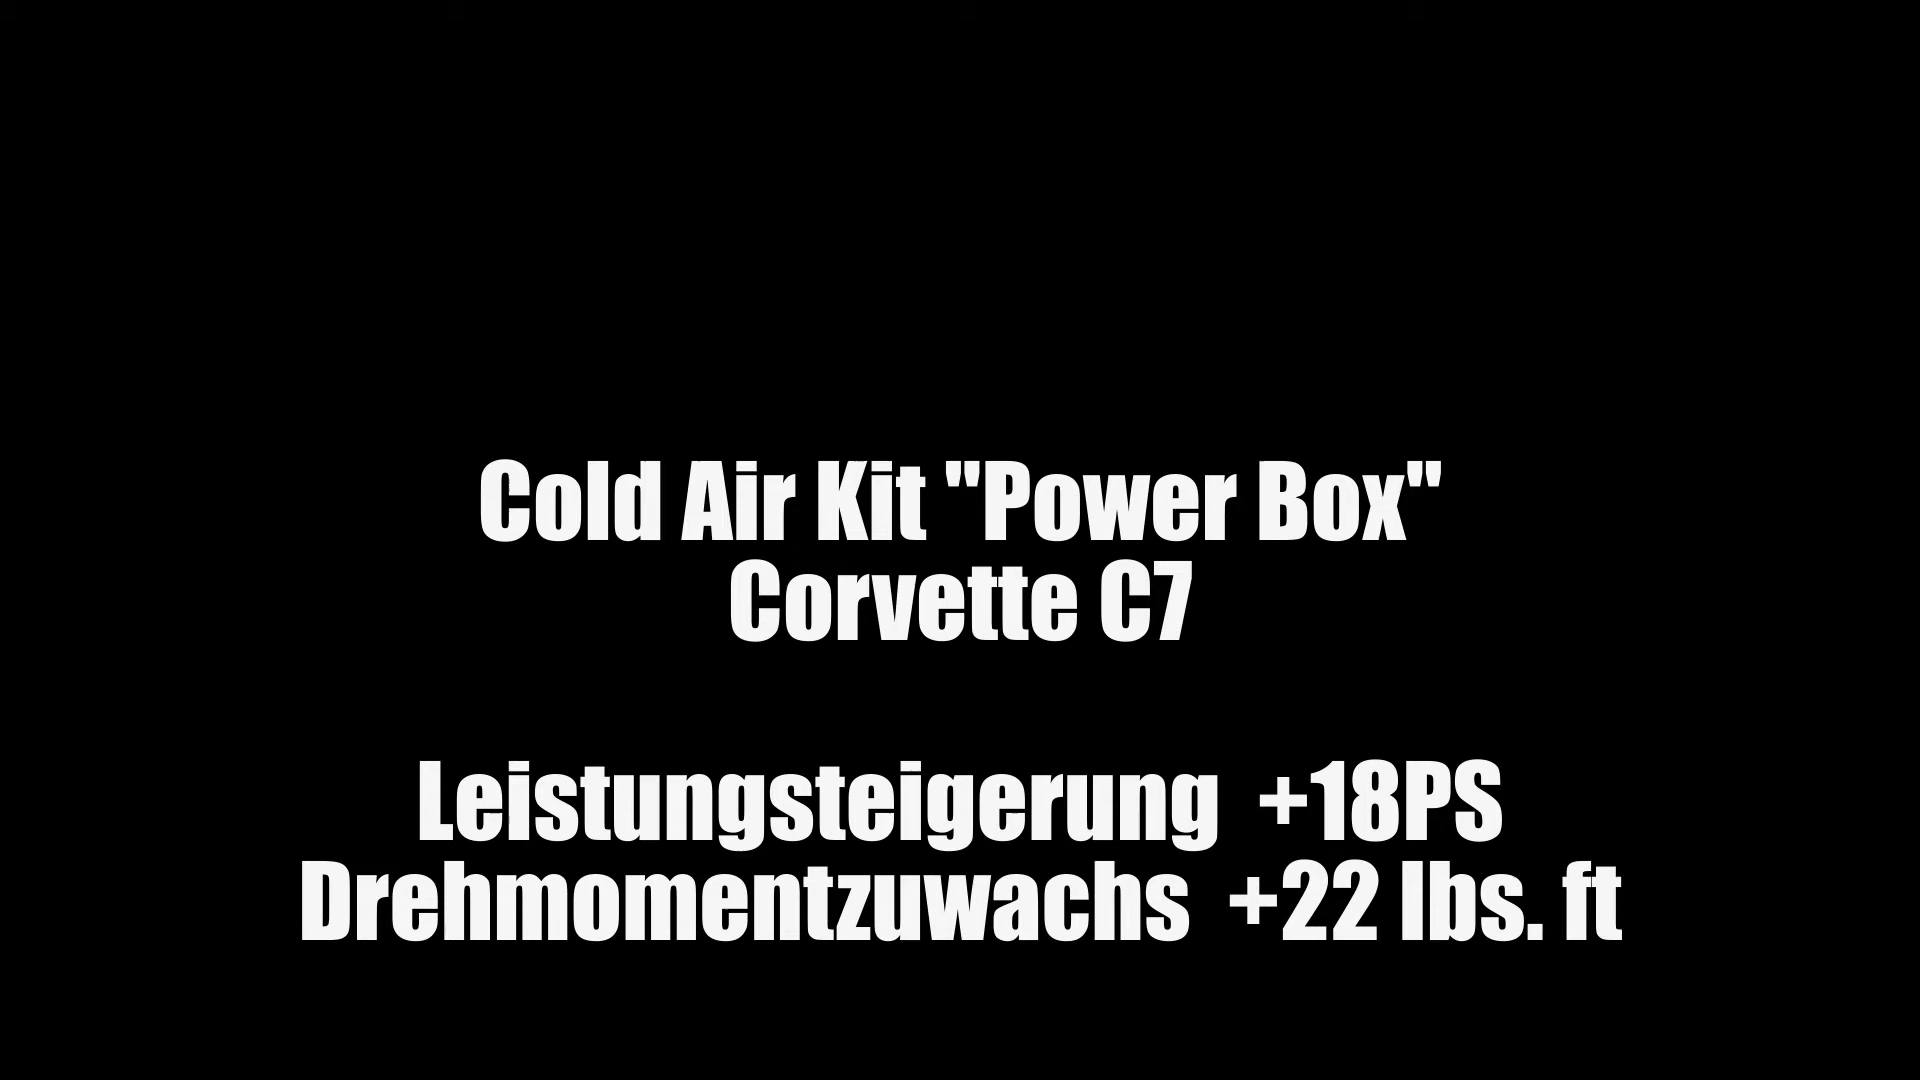 Cold Air Kit "Power Box"
Corvette C7
Leistungsteigerung  +18PS
Drehmomentzuwachs  +22 lbs. ft